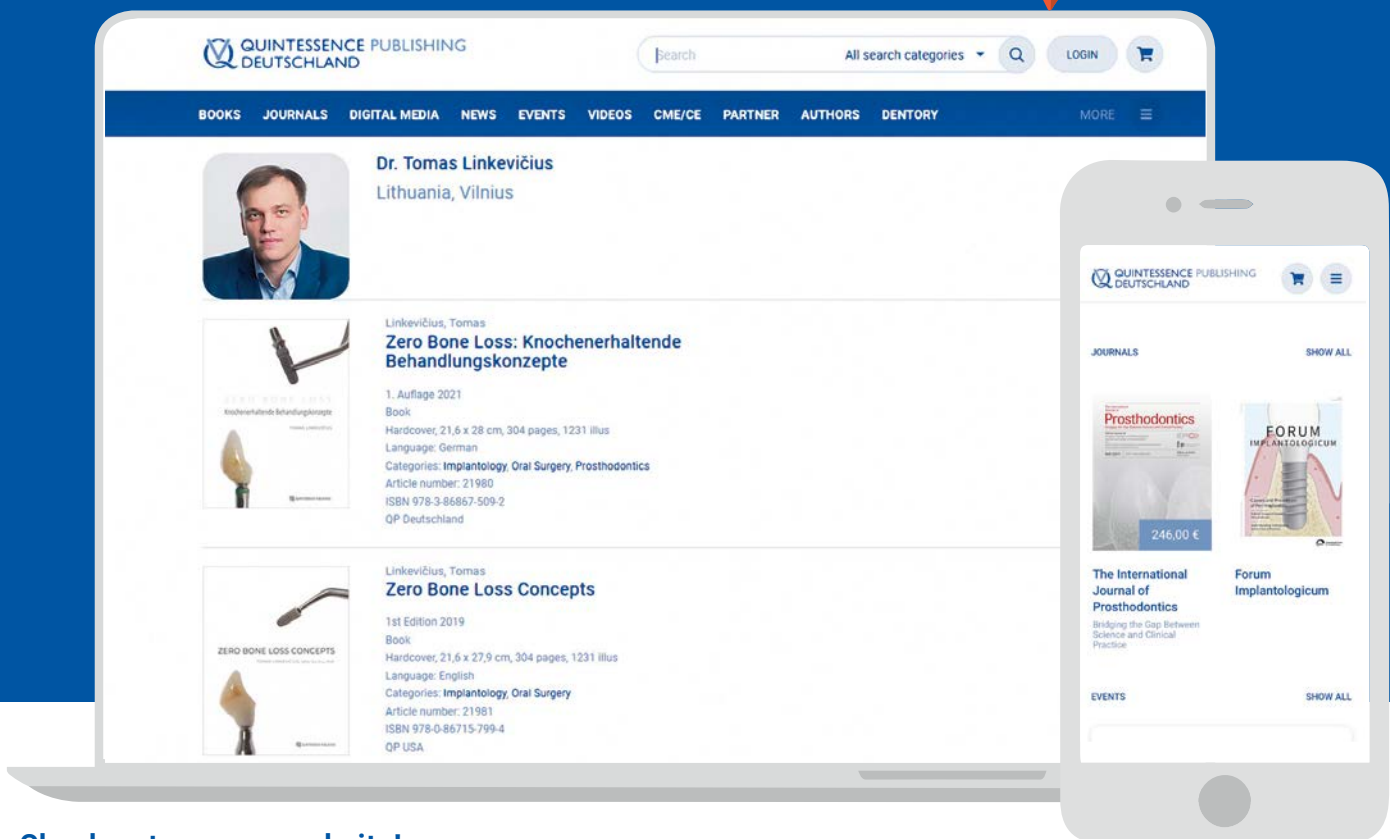 QUINTESSENCE PUBLISHING
DEUTSCHLAND
Search
All search categories
LOGIN
BOOKS JOURNALS DIGITAL MEDIA NEWS EVENTS VIDEOS CME/CE PARTNER AUTHORS DENTORY MORE
Dr. Tomas Linkevičius
Lithuania, Vilnius
Linkevičius, Tomas
Zero Bone Loss: Knochenerhaltende
Behandlungskonzepte
1. Auflage 2021
Book
Hardcover, 21,6 x 28 cm, 304 pages, 1231 illus
Language: German
Categories: Implantology, Oral Surgery, Prosthodontics
Article number: 21980
ISBN 978-3-86867-509-2
QP Deutschland
ZERO BONE LOSS
Knochenerhaltende Behandlungskonzepte
Linkevičius, Tomas
Zero Bone Loss Concepts
1st Edition 2019
Book
Hardcover, 21,6 x 27,9 cm, 304 pages, 1231 illus
Language: English
Categories: Implantology, Oral Surgery
Article number: 21981
ISBN 978-0-86715-799-4
QP USA
ZERO BONE LOSS CONCEPTS
QUINTESSENCE PUBLISHING
DEUTSCHLAND
JOURNALS
SHOW ALL
Prosthodontics
246,00 €
FORUM
IMPLANTOLOGICUM
The International
Journal of
Prosthodontics
Bridging the Gap Between
Science and Clinical
Practice
Forum
Implantologicum
EVENTS
SHOW ALL